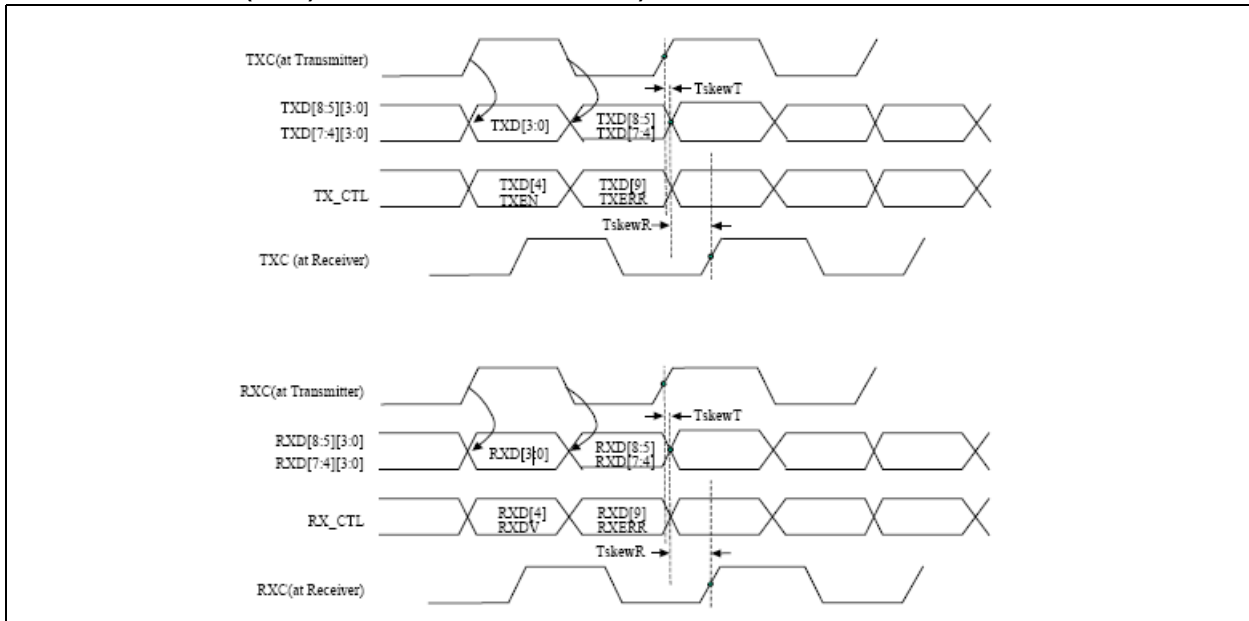 TXC(at Transmitter)
TskewT
TXD[8:5][3:0]
TXD[7:4][3:0]
TXD[3:0]
TXD[8:5]
TXD[7:4]
TX_CTL
TXD[4]
TXEN
TXD[9]
TXERR
TskewR
TXC (at Receiver)
RXC(at Transmitter)
TskewT
RXD[8:5][3:0]
RXD[7:4][3:0]
RXD[3:0]
RXD[8:5]
RXD[7:4]
RX_CTL
RXD[4]
RXDV
RXD[9]
RXERR
TskewR
RXC(at Receiver)